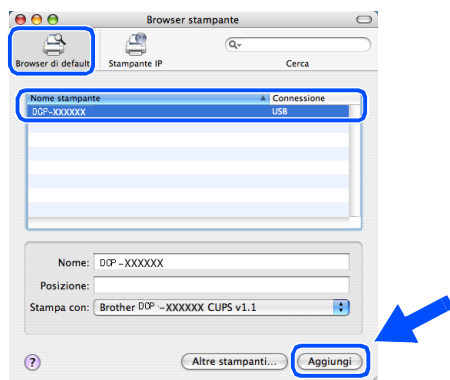 Browser stampante
Browser di default
Stampante IP
Q-
Cerca
Nome stampante
Connessione
DCP-XXXXXX
USB
Nome: DCP -XXXXXX
Posizione:
Stampa con: Brother DCP -XXXXXX CUPS v1.1
?
Altre stampanti...
Aggiungi